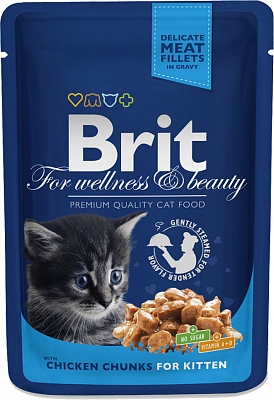 DELICATE
MEAT
FILLETS
IN GRAVY
Brit
For wellness & beauty
PREMIUM QUALITY CAT FOOD
GENTLY STEAMED
FOR TENDER FLAVOR
NO SUGAR
VITAMIN A + D
WITH
CHICKEN CHUNKS FOR KITTEN